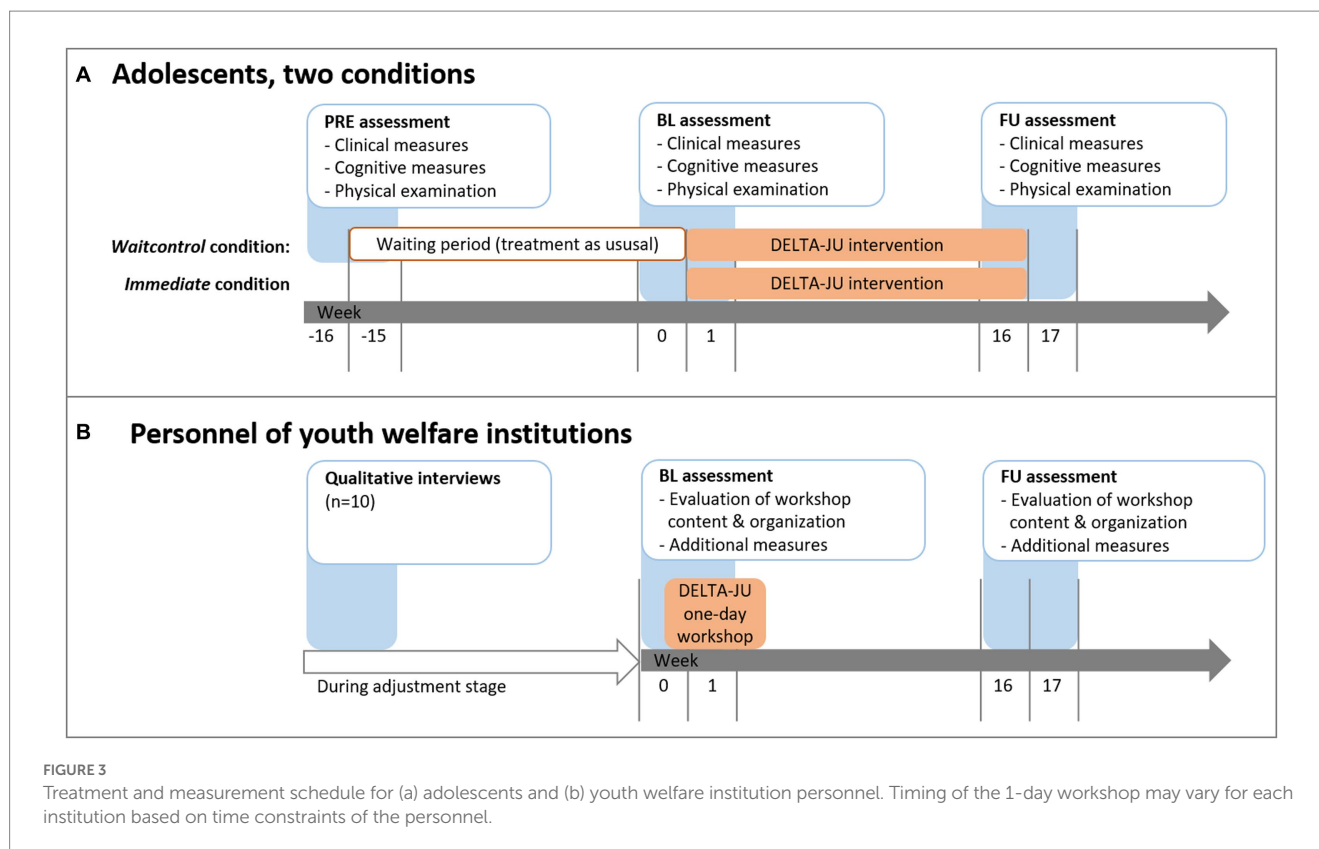 A Adolescents, two conditions
PRE assessment
- Clinical measures
- Cognitive measures
- Physical examination
BL assessment
- Clinical measures
- Cognitive measures
- Physical examination
FU assessment
- Clinical measures
- Cognitive measures
- Physical examination
Waitcontrol condition:
Waiting period (treatment as ususal)
DELTA-JU intervention
Immediate condition
DELTA-JU intervention
Week
-16 -15 0 1 16 17
B Personnel of youth welfare institutions
Qualitative interviews
(n=10)
BL assessment
- Evaluation of workshop
content & organization
- Additional measures
FU assessment
- Evaluation of workshop
content & organization
- Additional measures
DELTA-JU
one-day
workshop
Week
During adjustment stage
0 1 16 17
FIGURE 3
Treatment and measurement schedule for (a) adolescents and (b) youth welfare institution personnel. Timing of the 1-day workshop may vary for each
institution based on time constraints of the personnel.